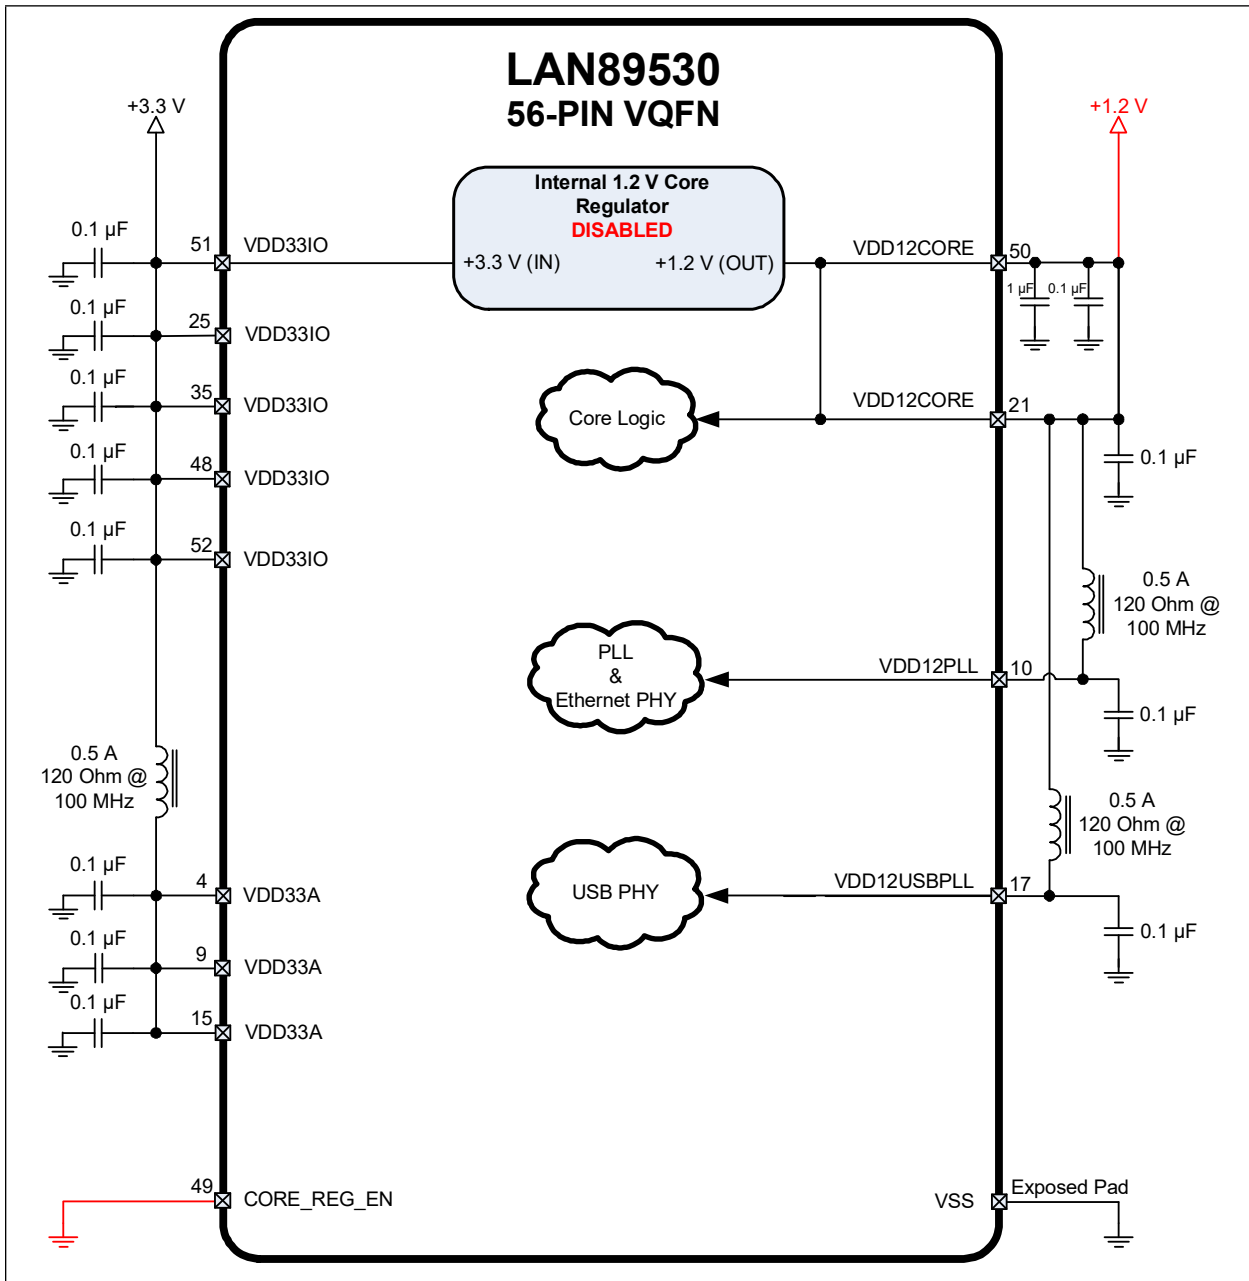 LAN89530
56-PIN VQFN
+3.3 V
+1.2 V
Internal 1.2 V Core
Regulator
DISABLED
+3.3 V (IN)
+1.2 V (OUT)
0.1 µF
51
VDD33IO
VDD12CORE
50
1 µF
0.1 µF
0.1 µF
25
VDD33IO
0.1 µF
35
VDD33IO
Core Logic
VDD12CORE
21
0.1 µF
0.1 µF
48
VDD33IO
0.1 µF
52
VDD33IO
0.5 A
120 Ohm @
100 MHz
PLL
&
Ethernet PHY
VDD12PLL
10
0.1 µF
0.5 A
120 Ohm @
100 MHz
0.5 A
120 Ohm @
100 MHz
0.1 µF
4
VDD33A
USB PHY
VDD12USBPLL
17
0.1 µF
0.1 µF
9
VDD33A
0.1 µF
15
VDD33A
49
CORE_REG_EN
VSS
Exposed Pad